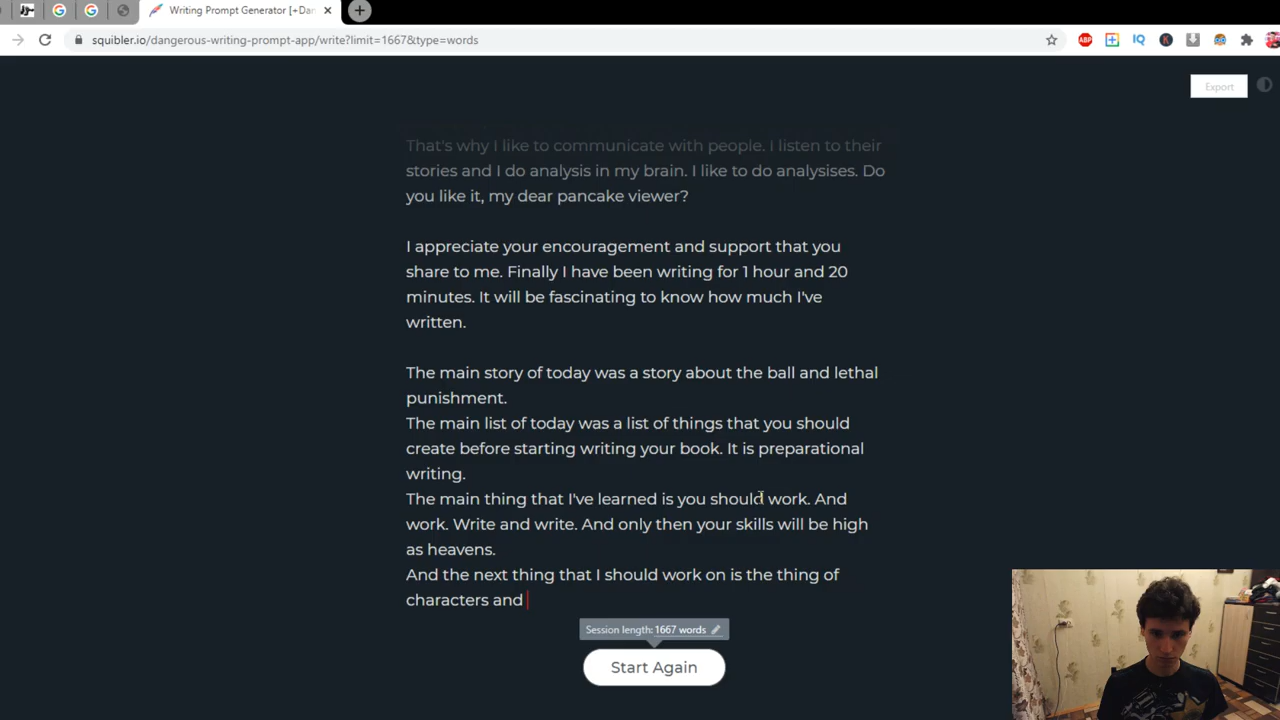 Writing Prompt Generator [+Dan
squibler.io/dangerous-writing-prompt-app/write?limit=1667&type=words
ABP
IQ
K
Export
That's why I like to communicate with people. I listen to their
stories and I do analysis in my brain. I like to do analysises. Do
you like it, my dear pancake viewer?
I appreciate your encouragement and support that you
share to me. Finally I have been writing for 1 hour and 20
minutes. It will be fascinating to know how much I've
written.
The main story of today was a story about the ball and lethal
punishment.
The main list of today was a list of things that you should
create before starting writing your book. It is preparational
writing.
The main thing that I've learned is you should work. And
work. Write and write. And only then your skills will be high
as heavens.
And the next thing that I should work on is the thing of
characters and
Session length: 1667 words
Start Again